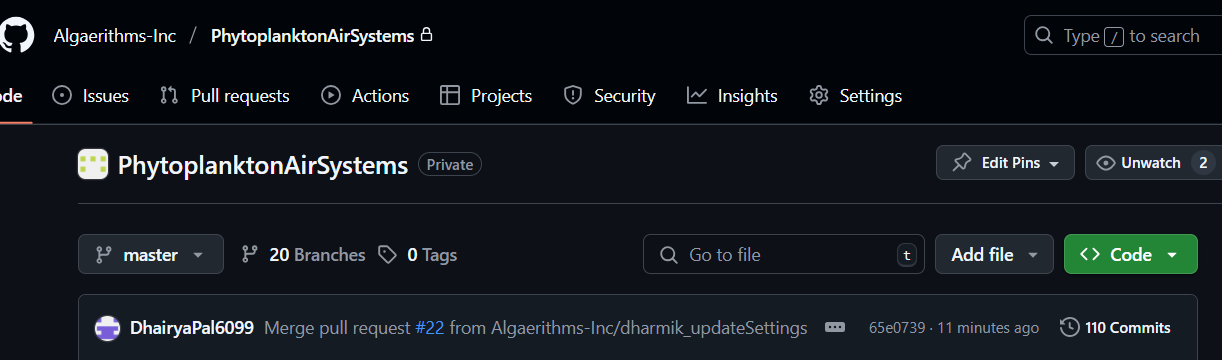 Algaerithms-Inc / PhytoplanktonAirSystems
Type / to search
ode Issues Pull requests Actions Projects Security Insights Settings
PhytoplanktonAirSystems Private
Edit Pins Unwatch 2
master 20 Branches 0 Tags
Go to file t Add file Code
DhairyaPal6099 Merge pull request #22 from Algaerithms-Inc/dharmik_updateSettings ... 65e0739 · 11 minutes ago 110 Commits